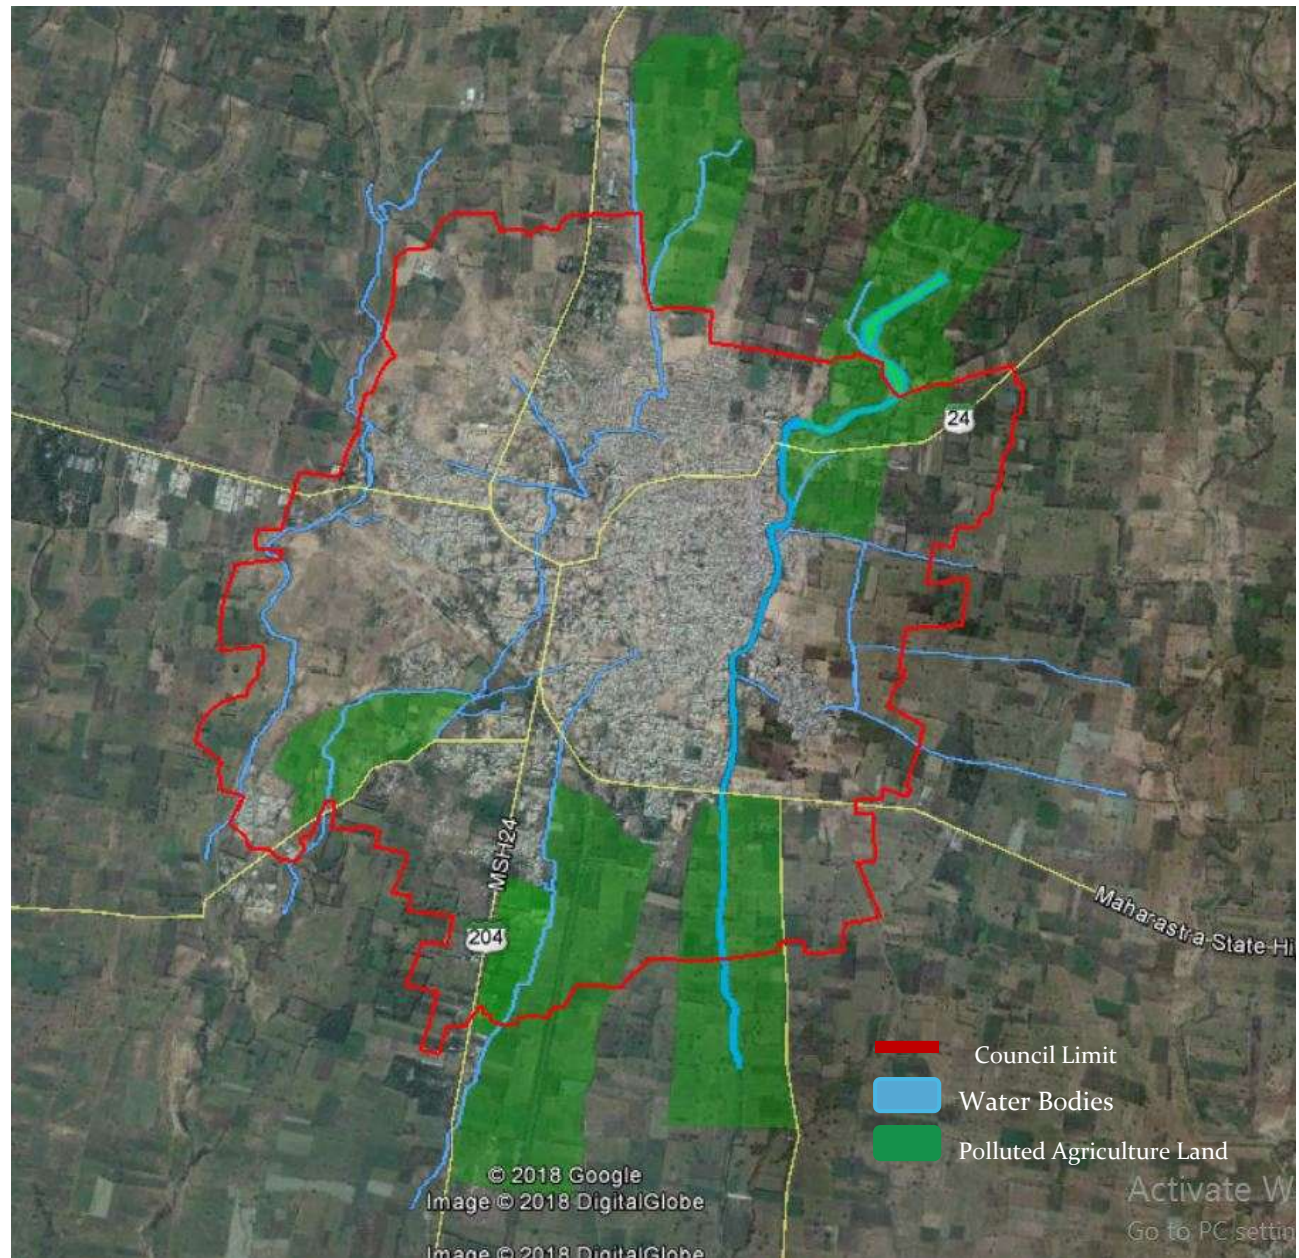 24
MSH24
204
Maharastra State Hi
Council Limit
Water Bodies
Polluted Agriculture Land
© 2018 Google
Image © 2018 DigitalGlobe
Activate W
Go to PC settin
Image © 2018 DigitalGlobe